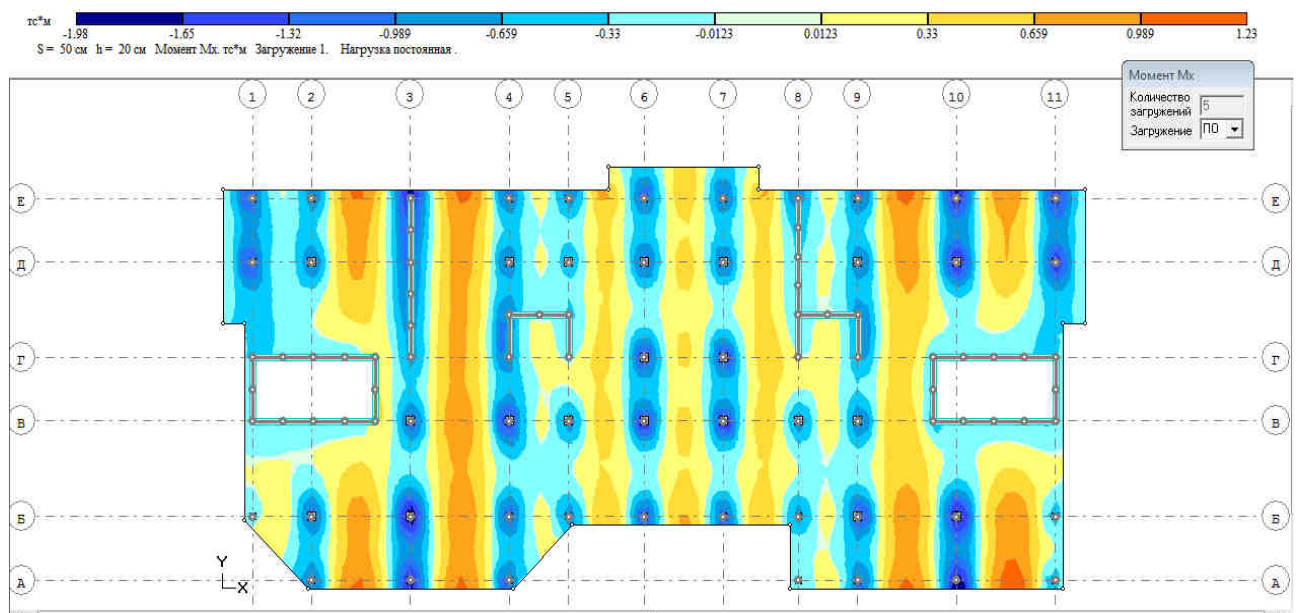 тс*м
-1.98 -1.65 -1.32 -0.989 -0.659 -0.33 -0.0123 0.0123 0.33 0.659 0.989 1.23
S = 50 см h = 20 см Момент Mx. тс*м Загружение 1. Нагрузка постоянная .
Момент Mx
Количество
загружений 5
Загружение ПО
1 2 3 4 5 6 7 8 9 10 11
Е Е
Д Д
Г Г
В В
Б Б
Y
X
А А